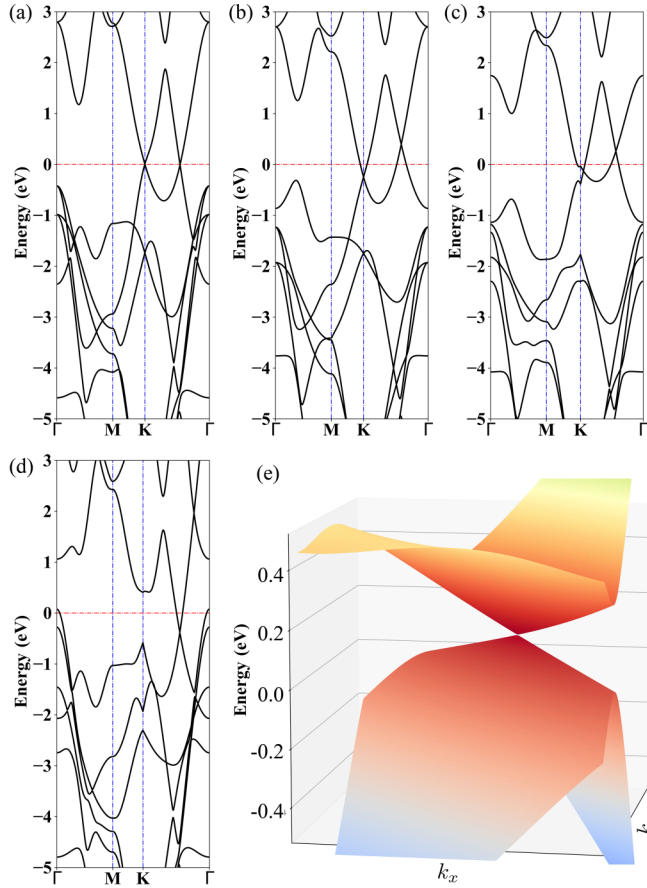 (a)
(b)
(c)
3
2
1
0
−1
−2
−3
−4
−5
Energy (eV)
Γ
M
K
Γ
3
2
1
0
−1
−2
−3
−4
−5
Energy (eV)
Γ
M
K
Γ
3
2
1
0
−1
−2
−3
−4
−5
Energy (eV)
Γ
M
K
Γ
(d)
3
2
1
0
−1
−2
−3
−4
−5
Energy (eV)
Γ
M
K
Γ
(e)
0.4
0.2
0.0
-0.2
-0.4
Energy (eV)
kₓ
k